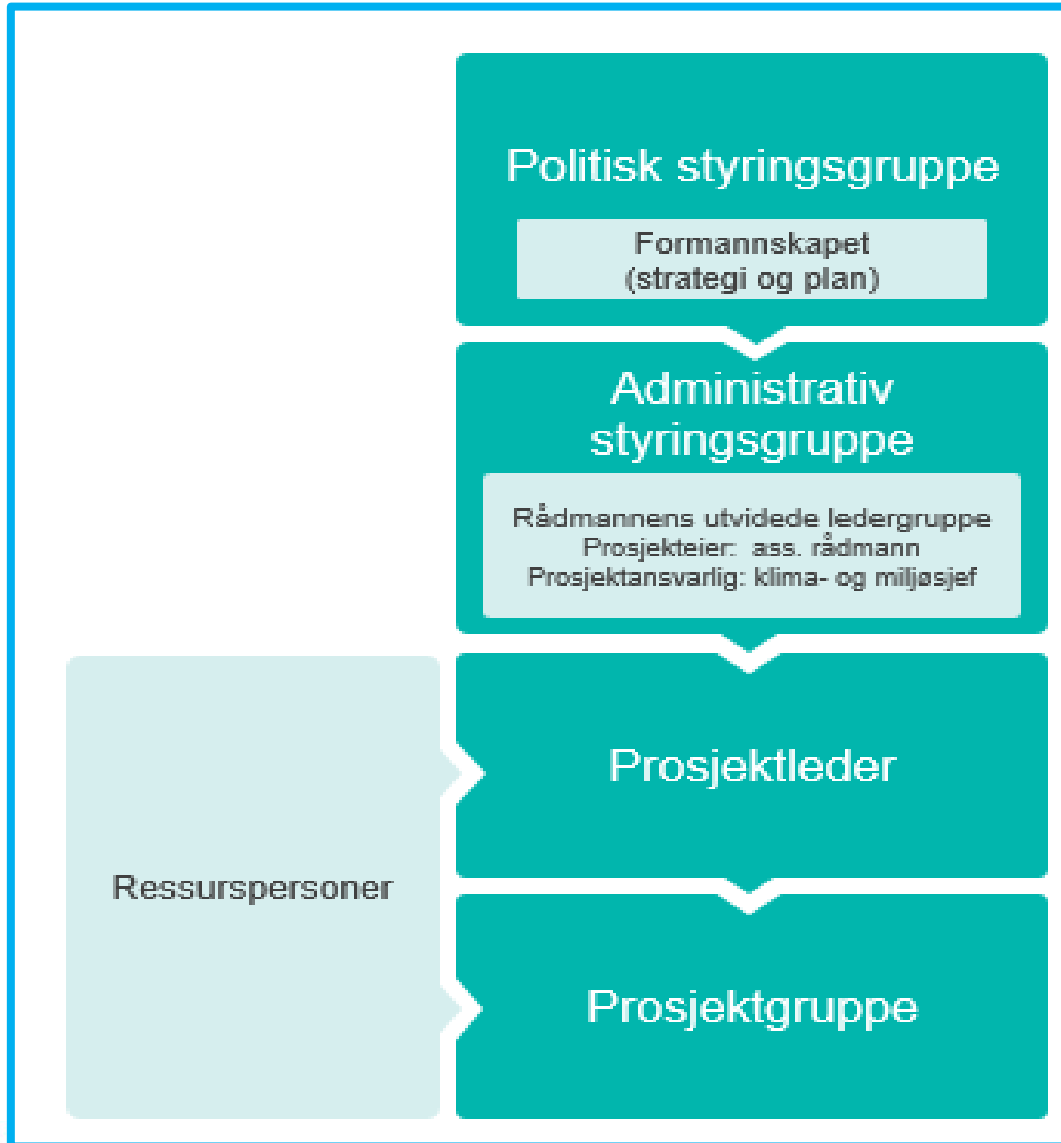 Politisk styringsgruppe
Formannskapet
(strategi og plan)
Administrativ
styringsgruppe
Rådmannens utvidede ledergruppe
Prosjekteier: ass. rådmann
Prosjektansvarlig: klima- og miljøsjef
Prosjektleder
Ressurspersoner
Prosjektgruppe